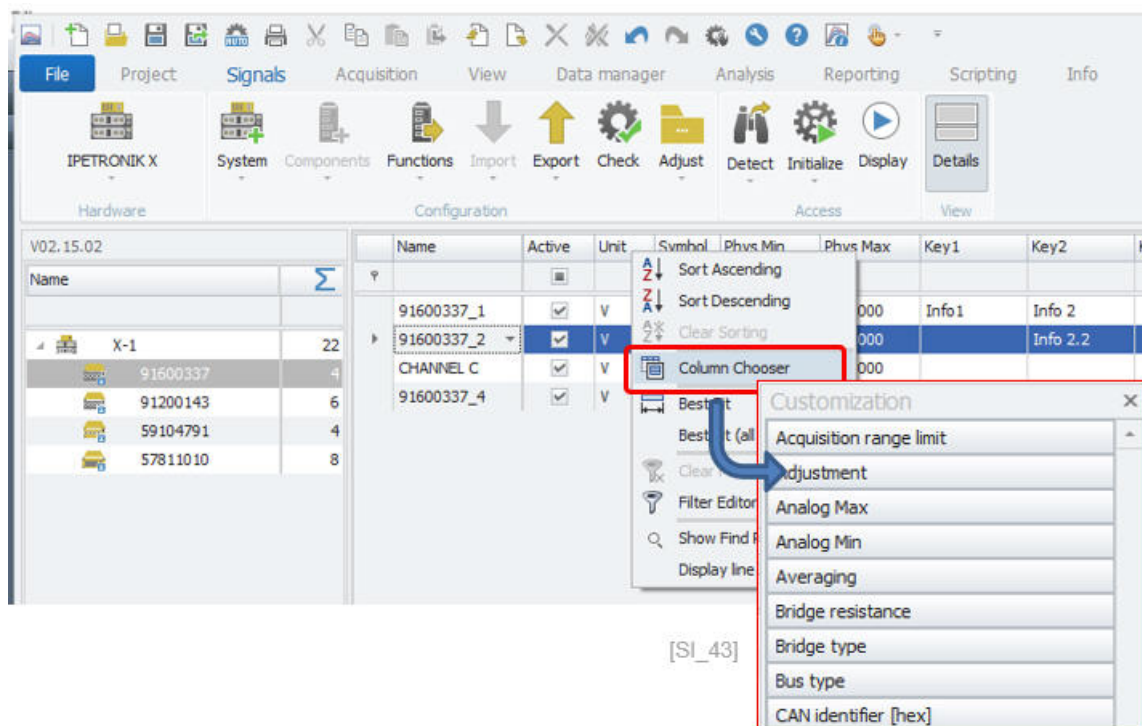 File Project Signals Acquisition View Data manager Analysis Reporting Scripting Info
IPETRONIK X System Components Functions Import Export Check Adjust Detect Initialize Display Details
Hardware Configuration Access View
V02.15.02
Name
Name Active Unit Symbol Phys Min Phys Max Key1 Key2
91600337_1 V 000 Info1 Info 2
X-1 22
91600337_2 V 000 Info 2.2
91600337 4
CHANNEL C V 000
91200143 6
91600337_4 V
59104791 4
57811010 8
Sort Ascending
Sort Descending
Clear Sorting
Column Chooser
Best
Best (all
Clear
Filter Editor
Show Find
Display line
Customization
Acquisition range limit
Adjustment
Analog Max
Analog Min
Averaging
Bridge resistance
Bridge type
Bus type
CAN identifier [hex]
[SI_43]